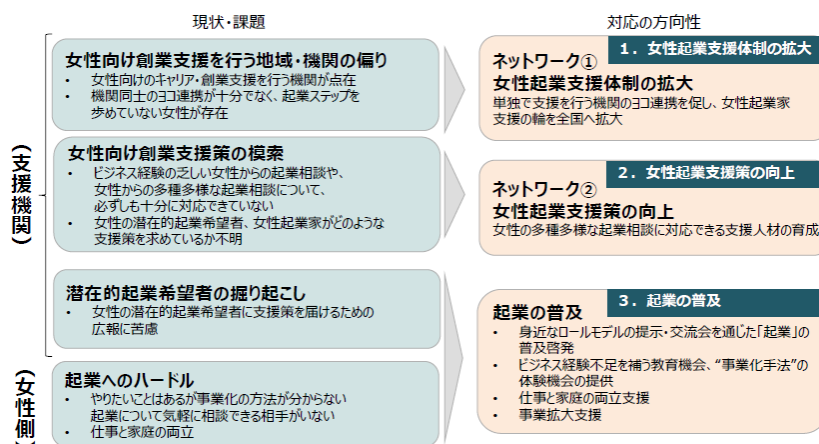 現状・課題
対応の方向性
(支援機関)
女性向け創業支援を行う地域・機関の偏り
・ 女性向けのキャリア・創業支援を行う機関が点在
・ 機関同士のヨコ連携が十分でなく、起業ステップを
歩めていない女性が存在
女性向け創業支援策の模索
・ ビジネス経験の乏しい女性からの起業相談や、
女性からの多種多様な起業相談について、
必ずしも十分に対応できていない
・ 女性の潜在的起業希望者、女性起業家がどのような
支援策を求めているか不明
潜在的起業希望者の掘り起こし
・ 女性の潜在的起業希望者に支援策を届けるための
広報に苦慮
(女性側)
起業へのハードル
・ やりたいことはあるが事業化の方法が分からない
起業について気軽に相談できる相手がいない
・ 仕事と家庭の両立
1．女性起業支援体制の拡大
ネットワーク①
女性起業支援体制の拡大
単独で支援を行う機関のヨコ連携を促し、女性起業家
支援の輪を全国へ拡大
2．女性起業支援策の向上
ネットワーク②
女性起業支援策の向上
女性の多種多様な起業相談に対応できる支援人材の育成
3．起業の普及
起業の普及
・ 身近なロールモデルの提示・交流会を通じた「起業」の
普及啓発
・ ビジネス経験不足を補う教育機会、“事業化手法”の
体験機会の提供
・ 仕事と家庭の両立支援
・ 事業拡大支援